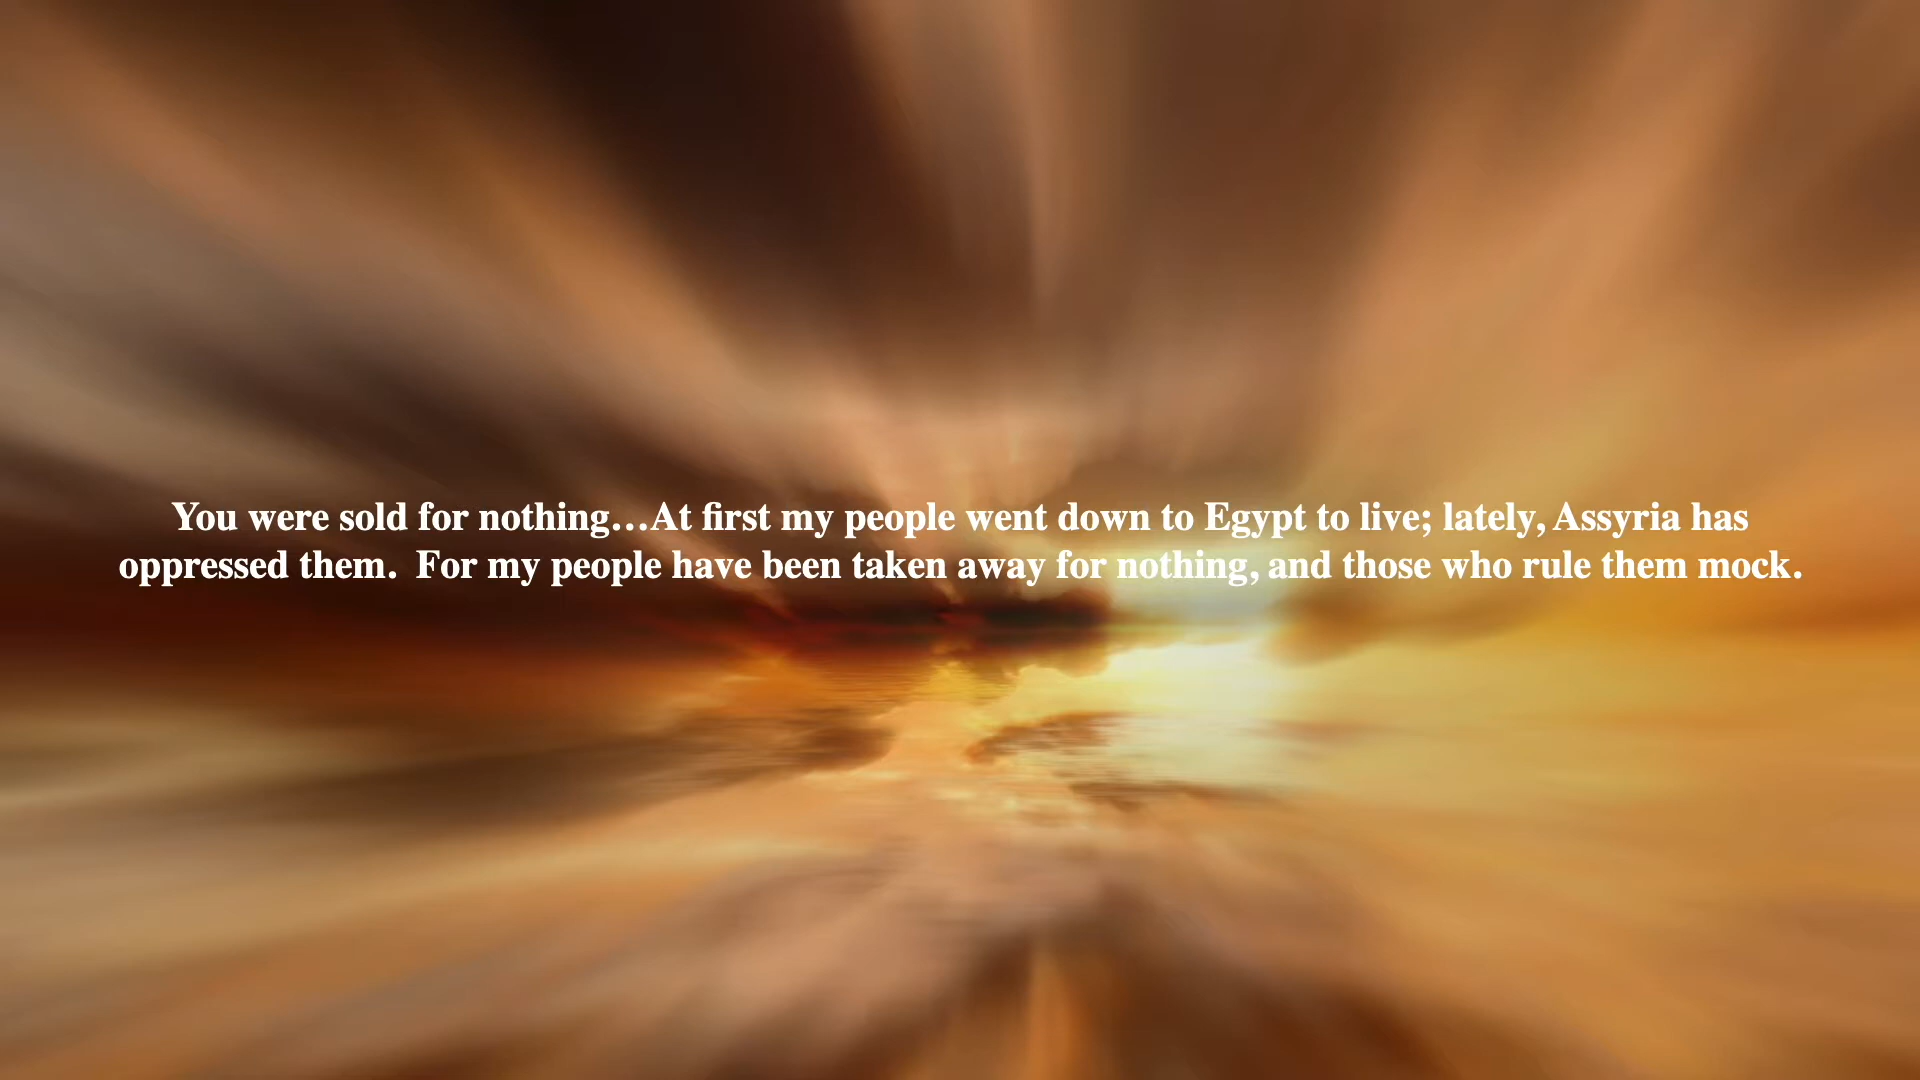 You were sold for nothing…At first my people went down to Egypt to live; lately, Assyria has
oppressed them.  For my people have been taken away for nothing, and those who rule them mock.